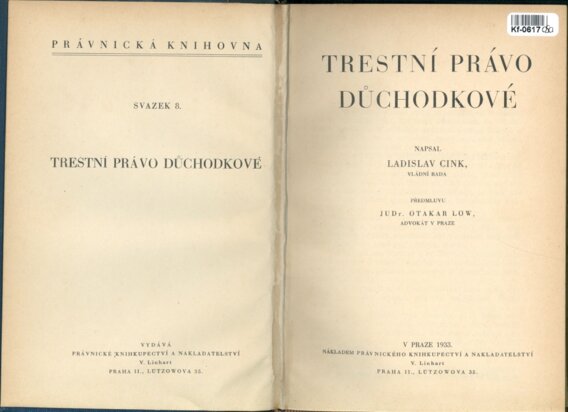 PRÁVNICKÁ KNIHOVNA
SVAZEK 8.
TRESTNÍ PRÁVO DŮCHODKOVÉ
VYDÁVÁ
PRÁVNICKÉ KNIHKUPECTVÍ A NAKLADATELSTVÍ
V. Linhart
PRAHA II., LÜTZOWOVA 35.
Kf-0617
TRESTNÍ PRÁVO
DŮCHODKOVÉ
NAPSAL
LADISLAV CINK,
VLÁDNÍ RADA
PŘEDMLUVU
JUDr. OTAKAR LOW,
ADVOKÁT V PRAZE
V PRAZE 1933.
NÁKLADEM PRÁVNICKÉHO KNIHKUPECTVÍ A NAKLADATELSTVÍ
V. Linhart
PRAHA II., LÜTZOWOVA 35.